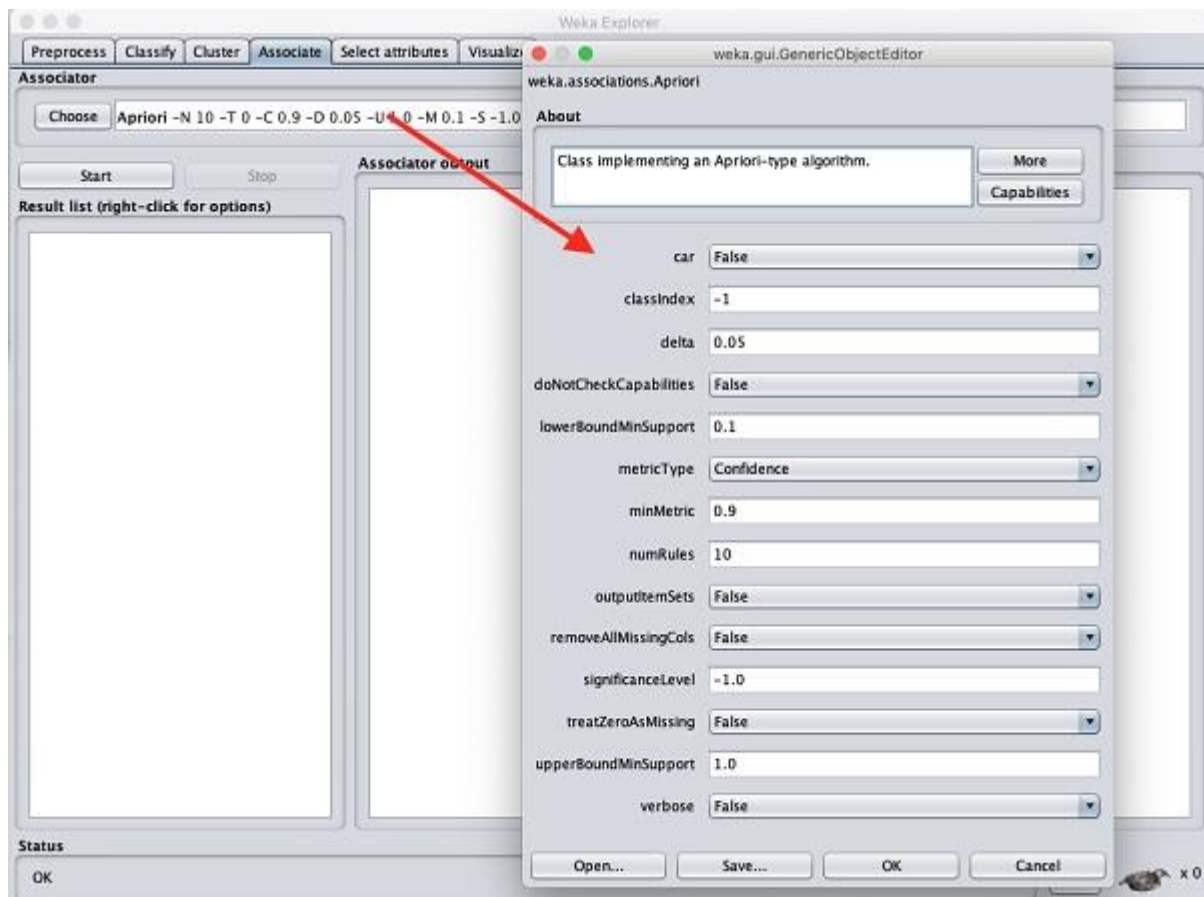 Weka Explorer
Preprocess Classify Cluster Associate Select attributes
Associator
Choose Apriori -N 10 -T 0 -C 0.9 -D 0.05 -U 1.0 -M 0.1 -S -1.0
Start Stop
Result list (right-click for options)
Associator output
Status
OK
x 0
weka.gui.GenericObjectEditor
weka.associations.Apriori
About
Class implementing an Apriori-type algorithm.
More
Capabilities
car False
classIndex -1
delta 0.05
doNotCheckCapabilities False
lowerBoundMinSupport 0.1
metricType Confidence
minMetric 0.9
numRules 10
outputItemSets False
removeAllMissingCols False
significanceLevel -1.0
treatZeroAsMissing False
upperBoundMinSupport 1.0
verbose False
Open... Save... OK Cancel